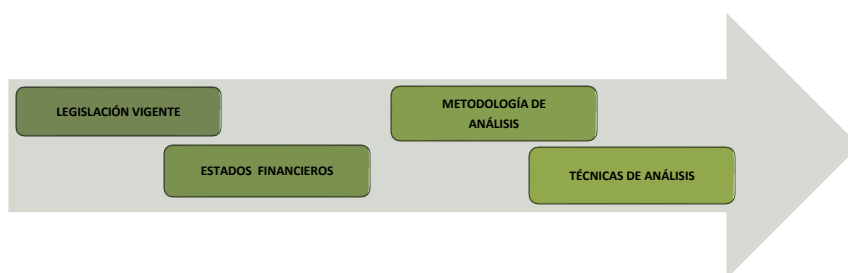 LEGISLACIÓN VIGENTE
ESTADOS FINANCIEROS
METODOLOGÍA DE
ANÁLISIS
TÉCNICAS DE ANÁLISIS